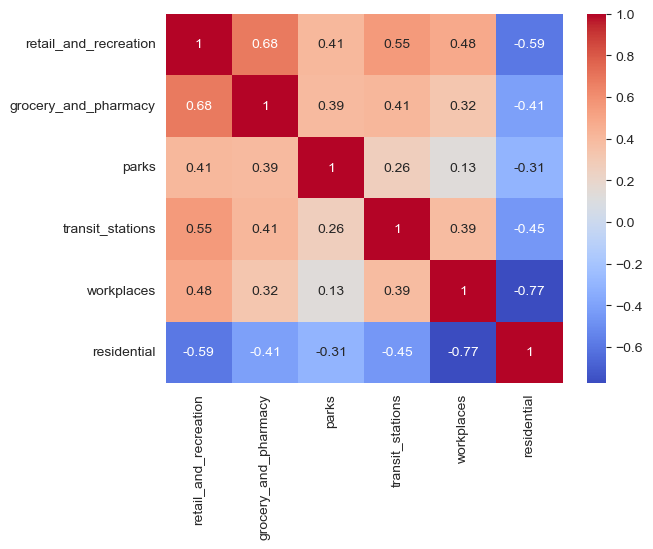 retail_and_recreation 1 0.68 0.41 0.55 0.48 -0.59
grocery_and_pharmacy 0.68 1 0.39 0.41 0.32 -0.41
parks 0.41 0.39 1 0.26 0.13 -0.31
transit_stations 0.55 0.41 0.26 1 0.39 -0.45
workplaces 0.48 0.32 0.13 0.39 1 -0.77
residential -0.59 -0.41 -0.31 -0.45 -0.77 1
retail_and_recreation
grocery_and_pharmacy
parks
transit_stations
workplaces
residential
1.0
0.8
0.6
0.4
0.2
0.0
−0.2
−0.4
−0.6